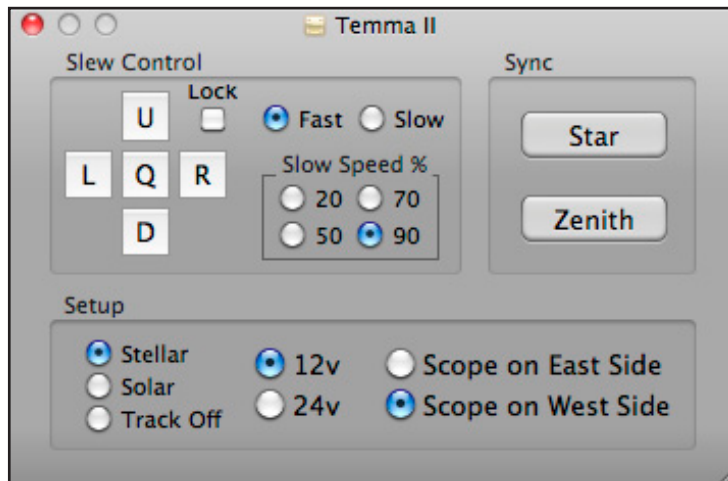 Temma II
Slew Control
Lock
U
Fast Slow
L Q R
D
Slow Speed %
20 70
50 90
Sync
Star
Zenith
Setup
Stellar
Solar
Track Off
12v
24v
Scope on East Side
Scope on West Side